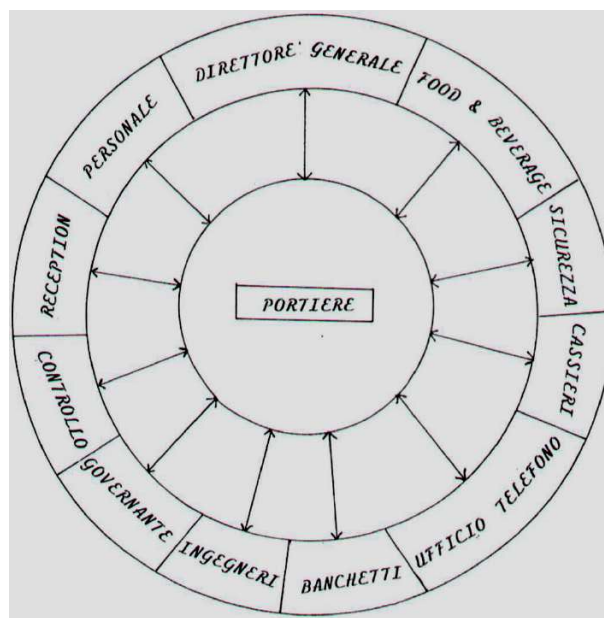 DIRETTORE' GENERALE
FOOD & BEVERAGE
SICUREZZA
CASSIERI
UFFICIO TELEFONO
BANCHETTI
INGEGNERI
GOVERNANTE
CONTROLLO
RECEPTION
PERSONALE
PORTIERE